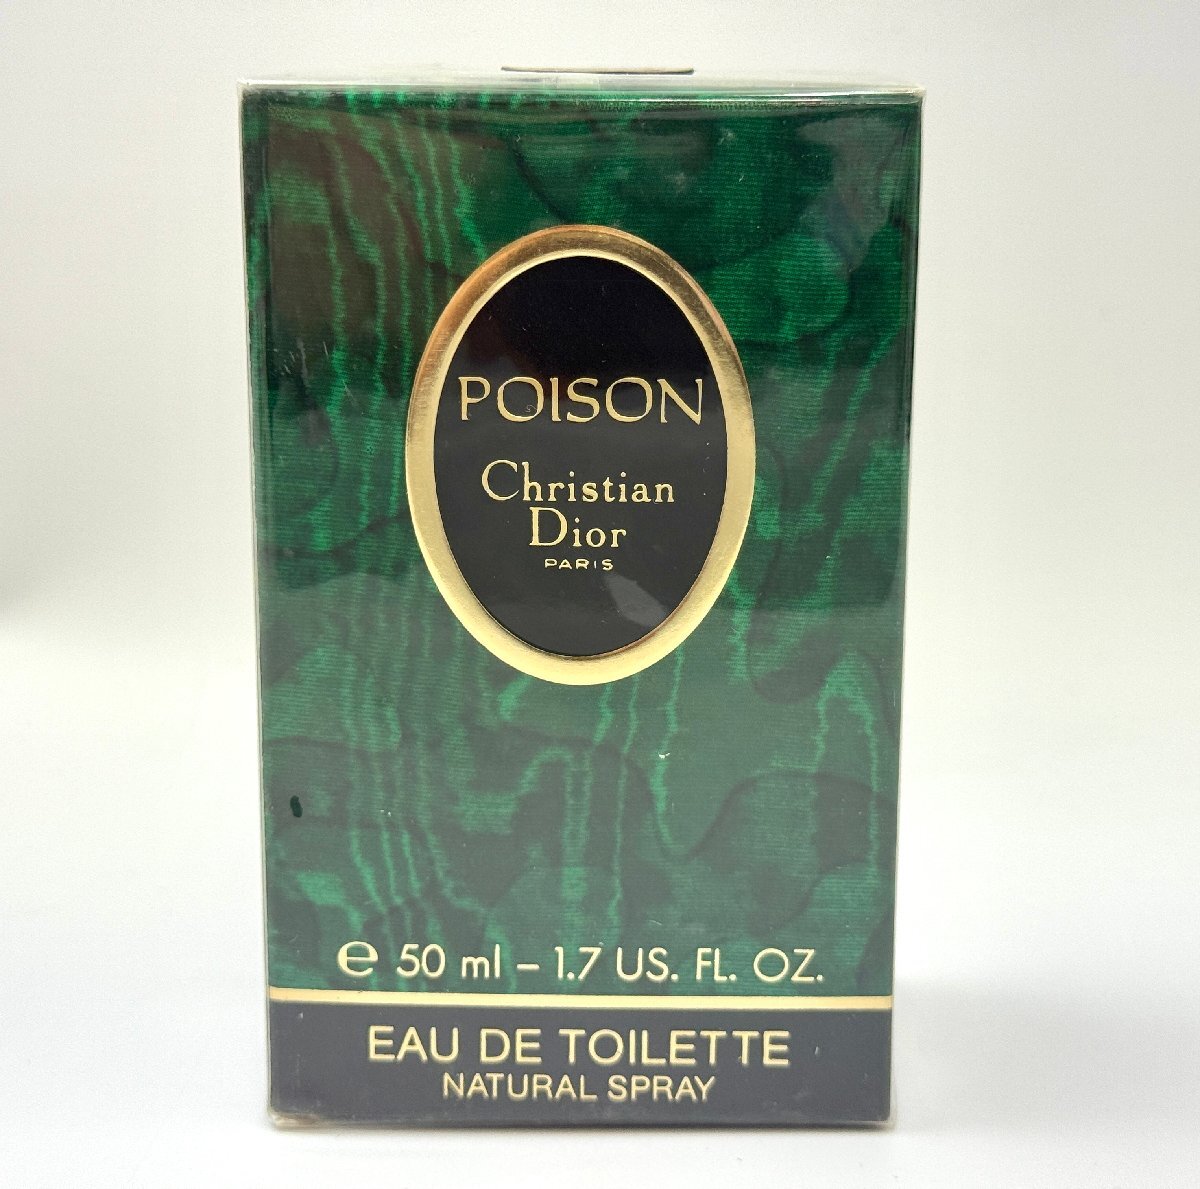 POISON
Christian
Dior
PARIS
℮ 50 ml – 1.7 US. FL. OZ.
EAU DE TOILETTE
NATURAL SPRAY